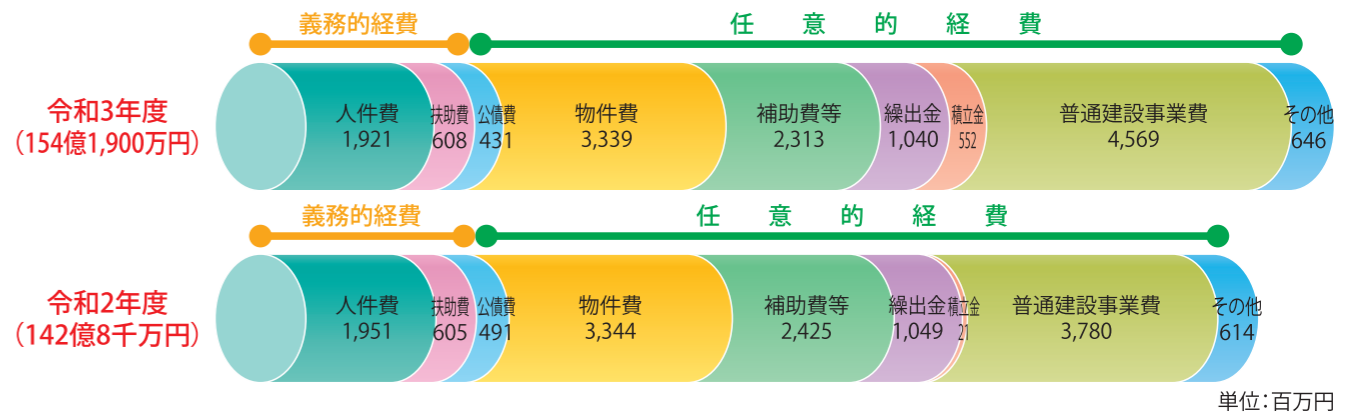 義務的経費
任意的経費
令和3年度
（154億1,900万円）
人件費
1,921
扶助費
608
公債費
431
物件費
3,339
補助費等
2,313
繰出金
1,040
積立金
552
普通建設事業費
4,569
その他
646
義務的経費
任意的経費
令和2年度
（142億8千万円）
人件費
1,951
扶助費
605
公債費
491
物件費
3,344
補助費等
2,425
繰出金
1,049
積立金
21
普通建設事業費
3,780
その他
614
単位：百万円